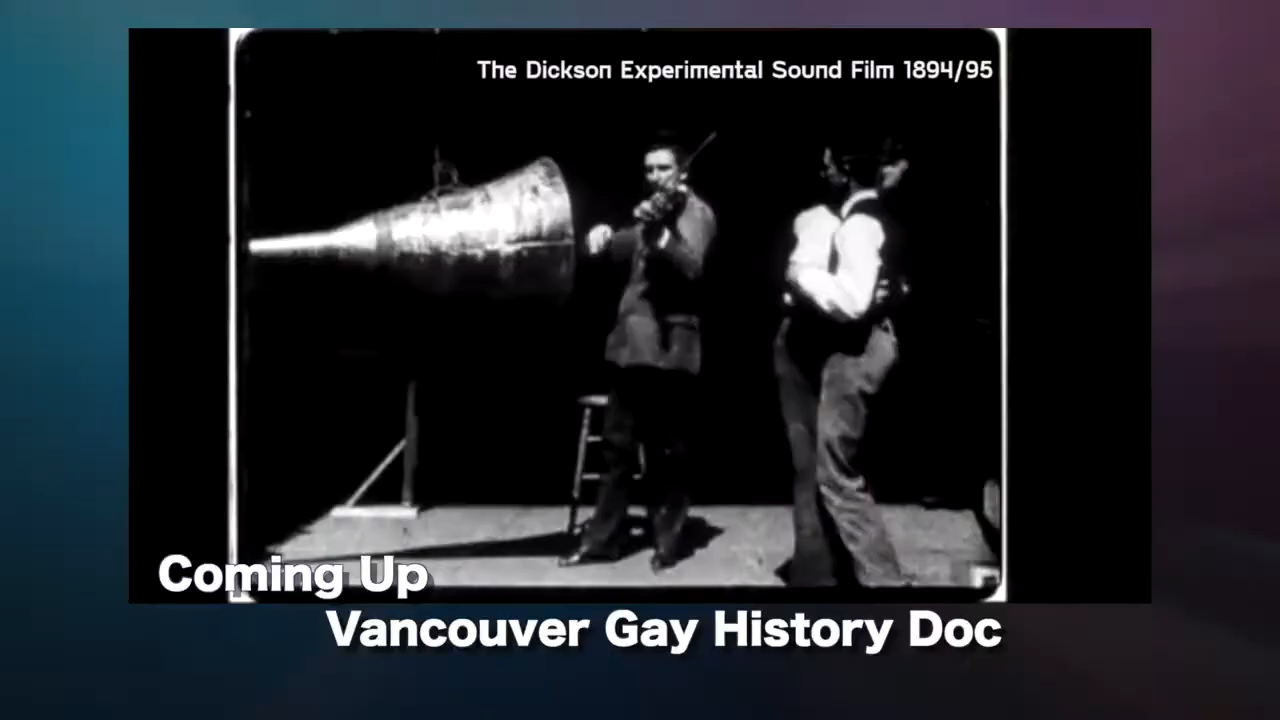 The Dickson Experimental Sound Film 1894/95
Coming Up
Vancouver Gay History Doc